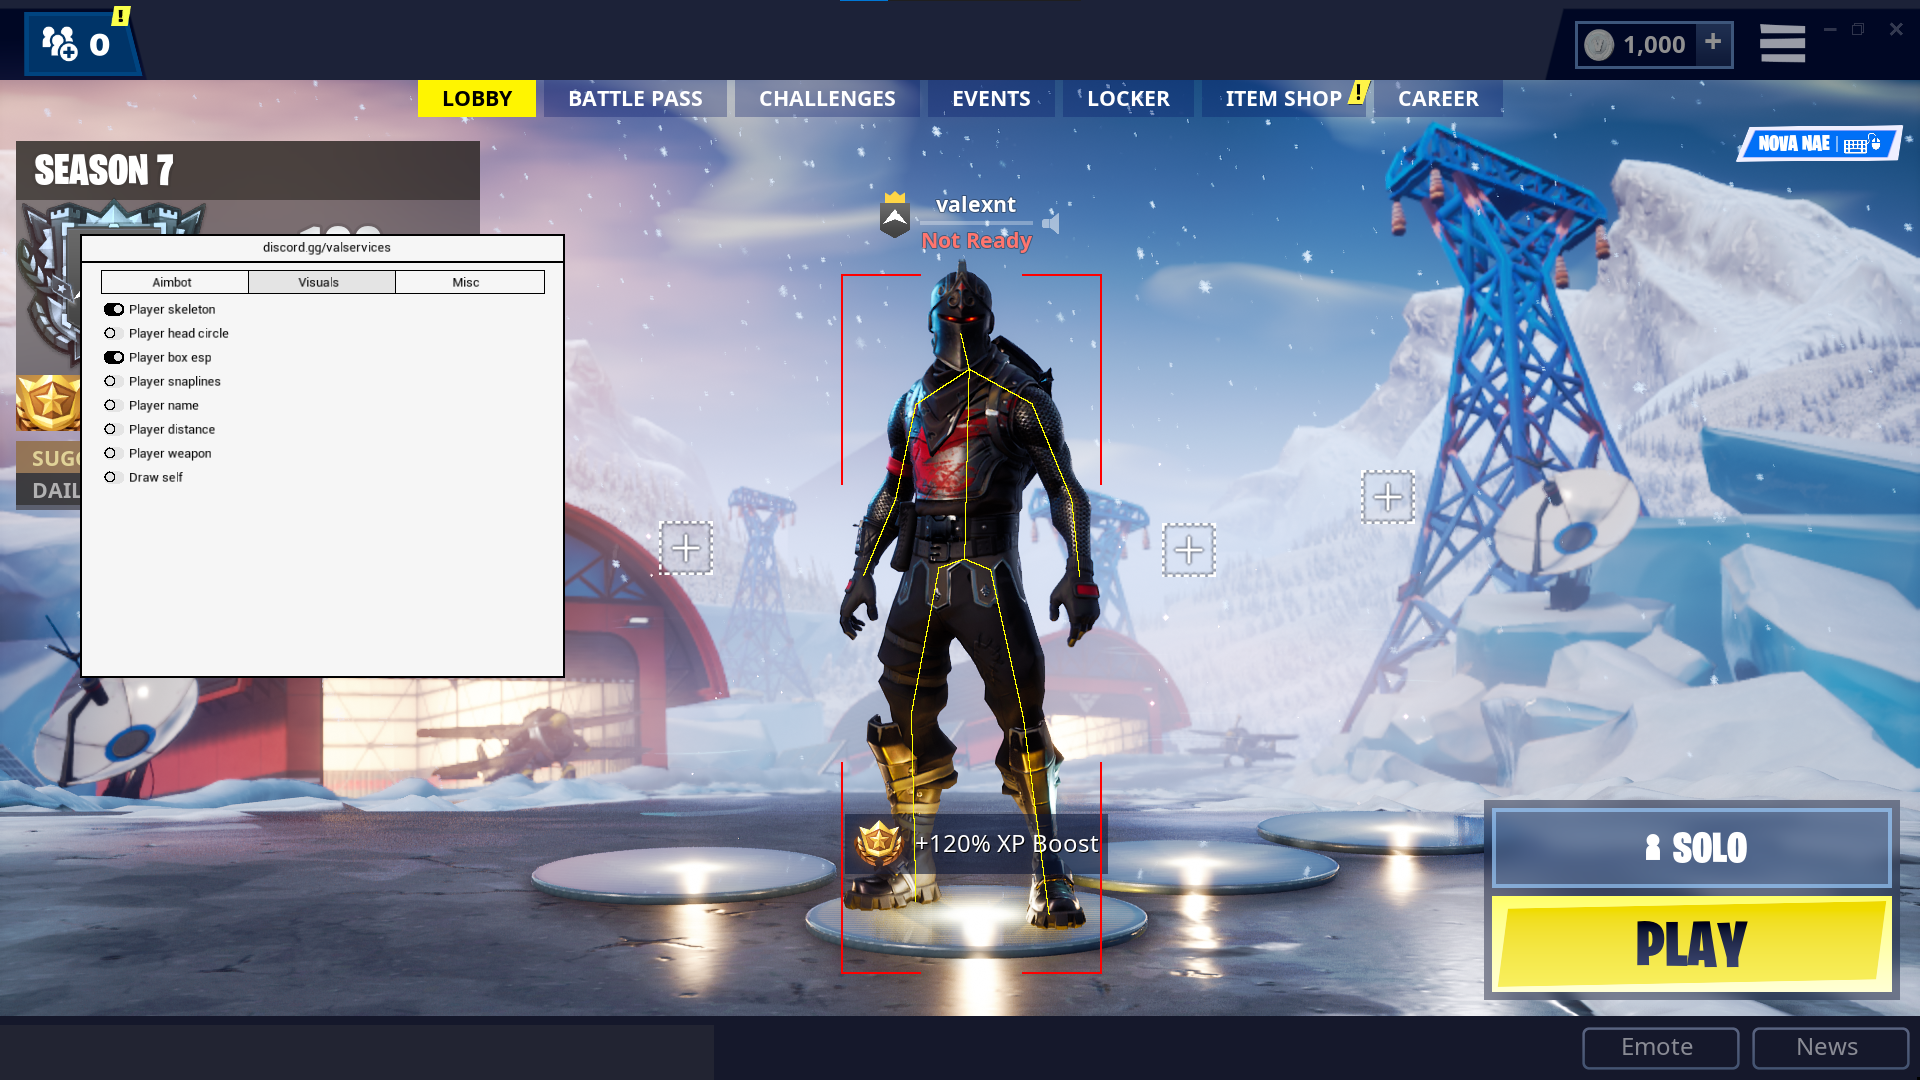 !
0
1,000
LOBBY
BATTLE PASS
CHALLENGES
EVENTS
LOCKER
ITEM SHOP
!
CAREER
NOVA NAE
SEASON 7
valexnt
Not Ready
discord.gg/valservices
Aimbot
Visuals
Misc
Player skeleton
Player head circle
Player box esp
Player snaplines
Player name
Player distance
Player weapon
Draw self
+120% XP Boost
SOLO
PLAY
Emote
News